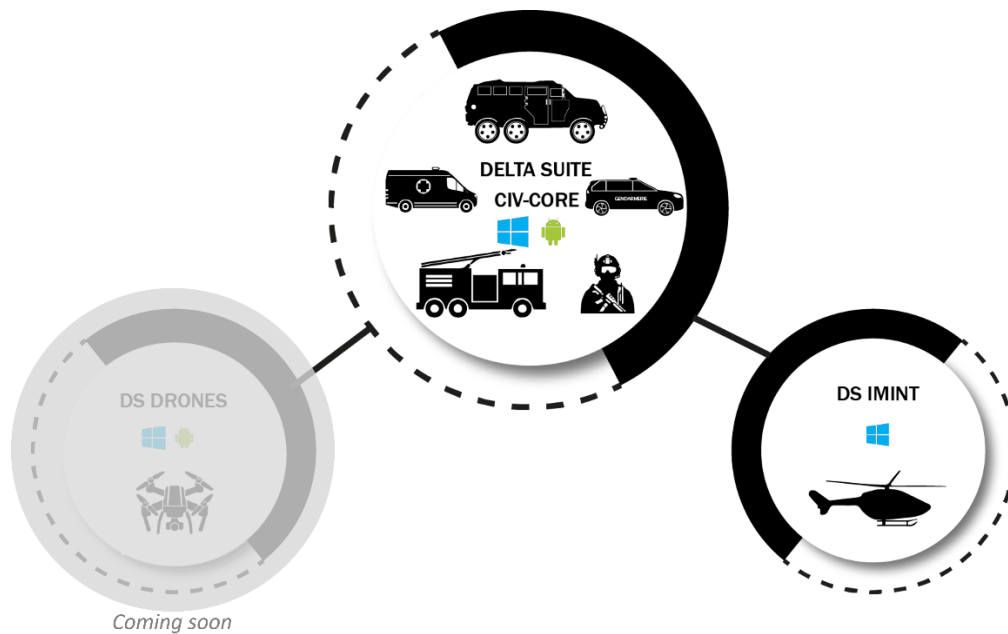 DELTA SUITE
CIV-CORE
GENDARMERIE
DS DRONES
DS IMINT
Coming soon